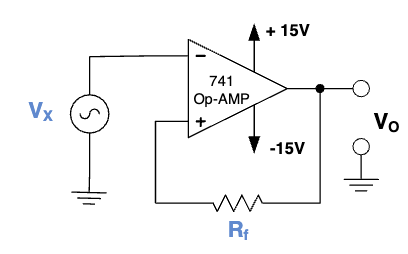 + 15V
−
741
Op-AMP
Vx
+
Vo
-15V
Rf